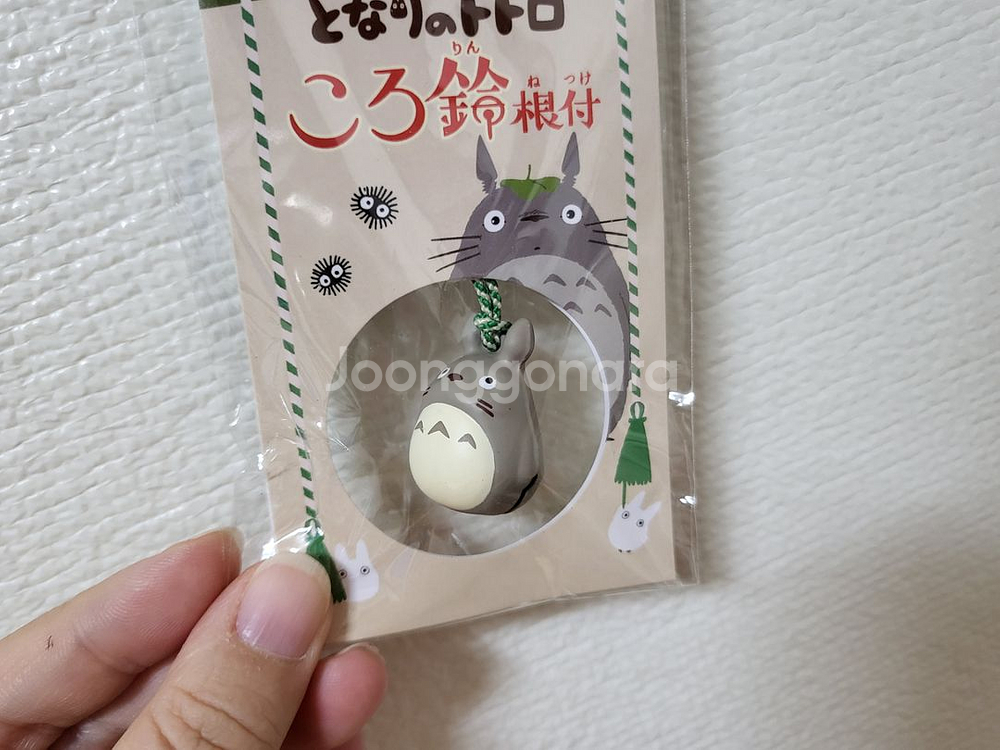 となりのトトロ
りん ね つけ
ころ鈴根付
Joonggonara